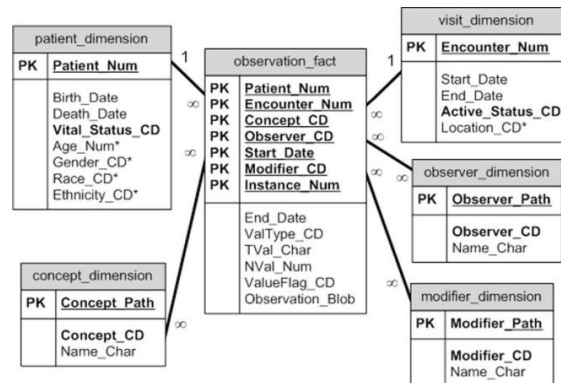 patient_dimension
PK Patient_Num
Birth_Date
Death_Date
Vital_Status_CD
Age_Num*
Gender_CD*
Race_CD*
Ethnicity_CD*
1
∞
∞
concept_dimension
PK Concept_Path
Concept_CD
Name_Char
∞
observation_fact
PK Patient_Num
PK Encounter_Num
PK Concept_CD
PK Observer_CD
PK Start_Date
PK Modifier_CD
PK Instance_Num
End_Date
ValType_CD
TVal_Char
NVal_Num
ValueFlag_CD
Observation_Blob
1
∞
∞
∞
∞
∞
visit_dimension
PK Encounter_Num
Start_Date
End_Date
Active_Status_CD
Location_CD*
observer_dimension
PK Observer_Path
Observer_CD
Name_Char
modifier_dimension
PK Modifier_Path
Modifier_CD
Name_Char